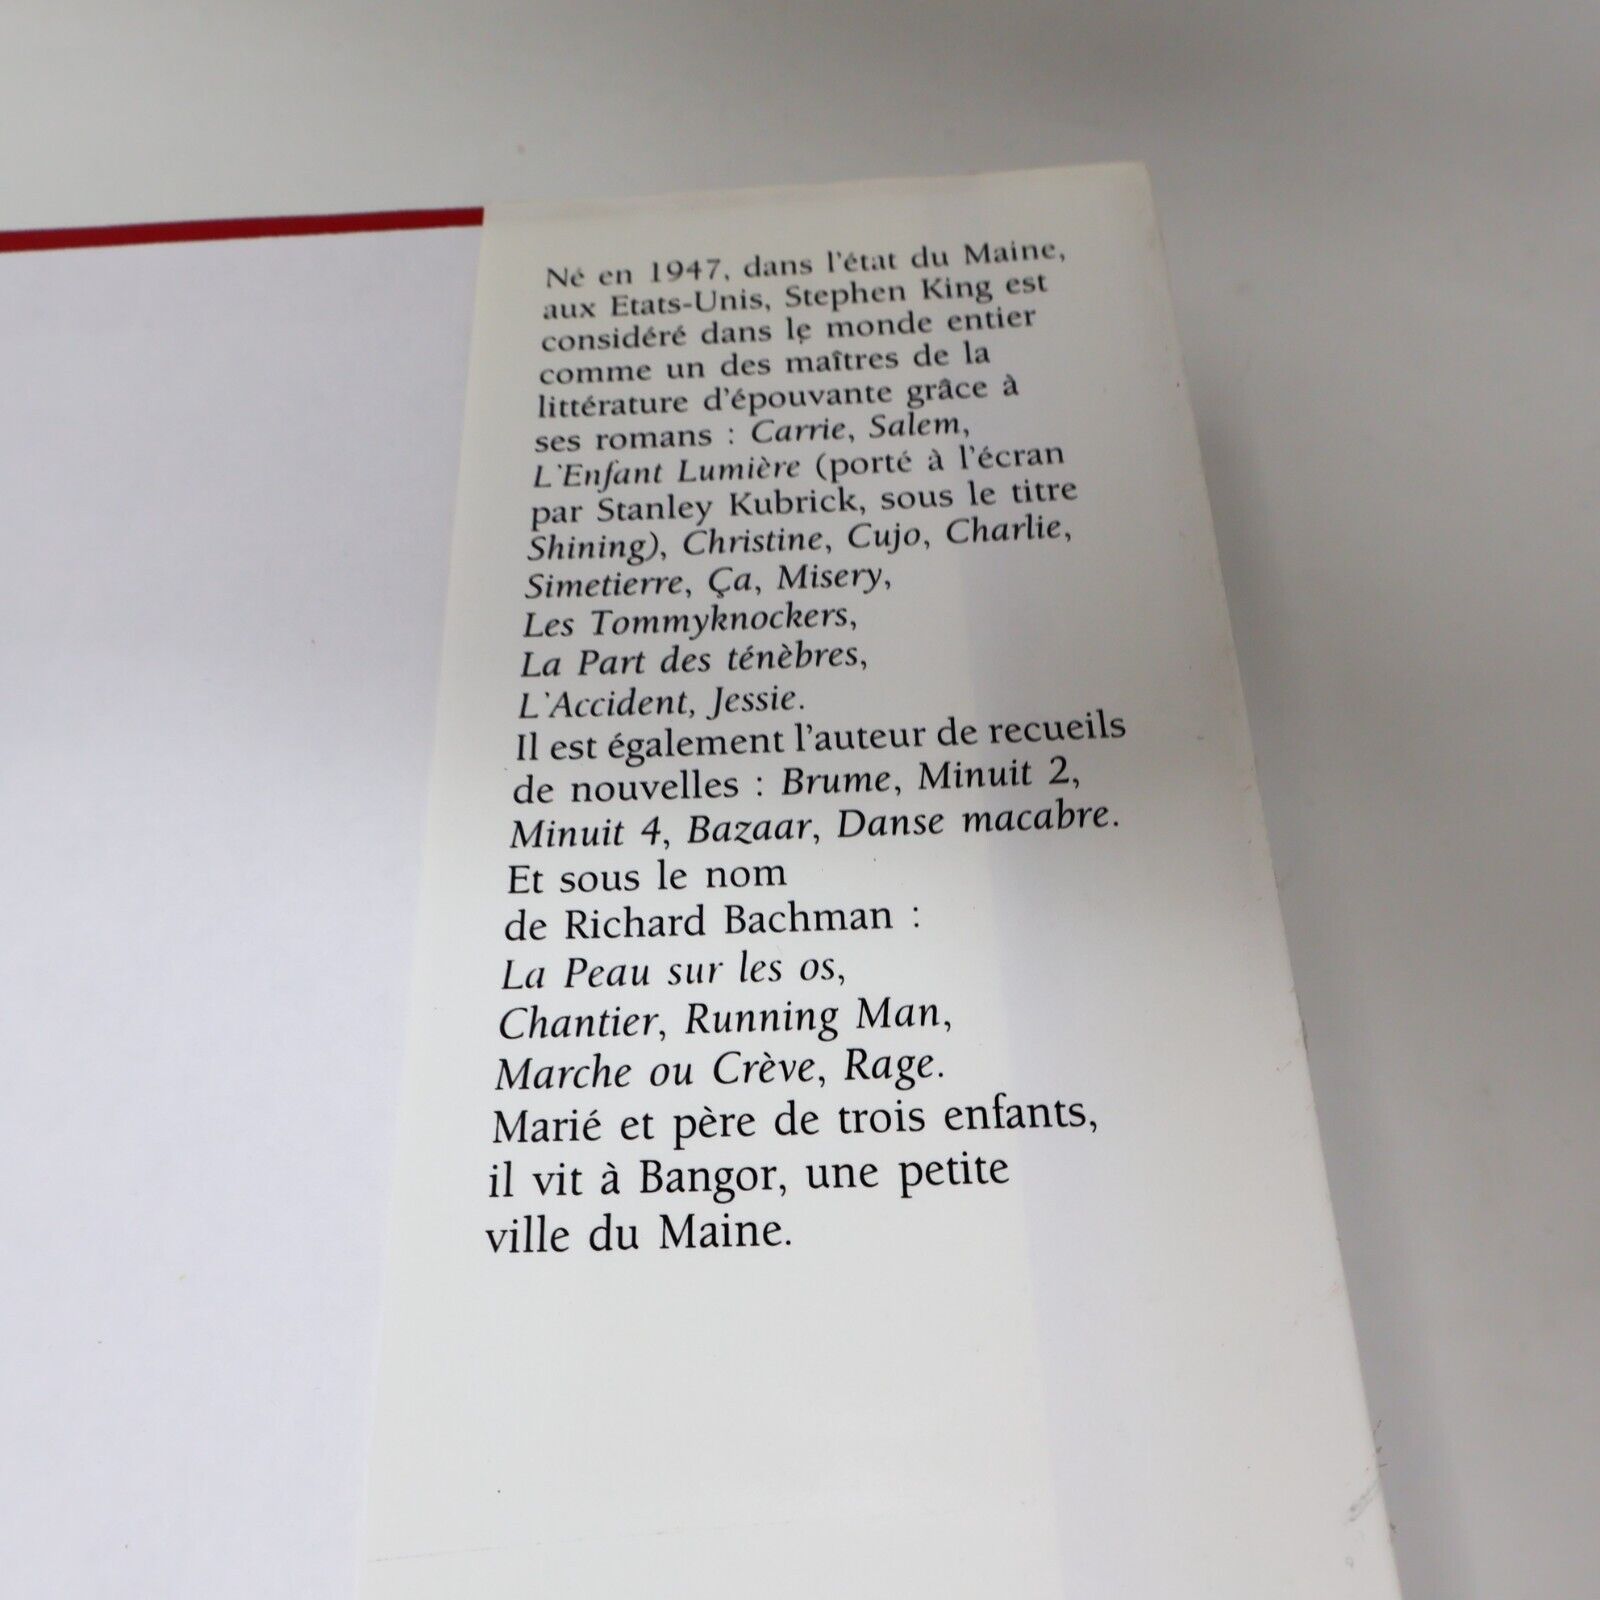 Né en 1947, dans l'état du Maine,
aux Etats-Unis, Stephen King est
considéré dans le monde entier
comme un des maîtres de la
littérature d'épouvante grâce à
ses romans : Carrie, Salem,
L'Enfant Lumière (porté à l'écran
par Stanley Kubrick, sous le titre
Shining), Christine, Cujo, Charlie,
Simetierre, Ça, Misery,
Les Tommyknockers,
La Part des ténèbres,
L'Accident, Jessie.
Il est également l'auteur de recueils
de nouvelles : Brume, Minuit 2,
Minuit 4, Bazaar, Danse macabre.
Et sous le nom
de Richard Bachman :
La Peau sur les os,
Chantier, Running Man,
Marche ou Crève, Rage.
Marié et père de trois enfants,
il vit à Bangor, une petite
ville du Maine.